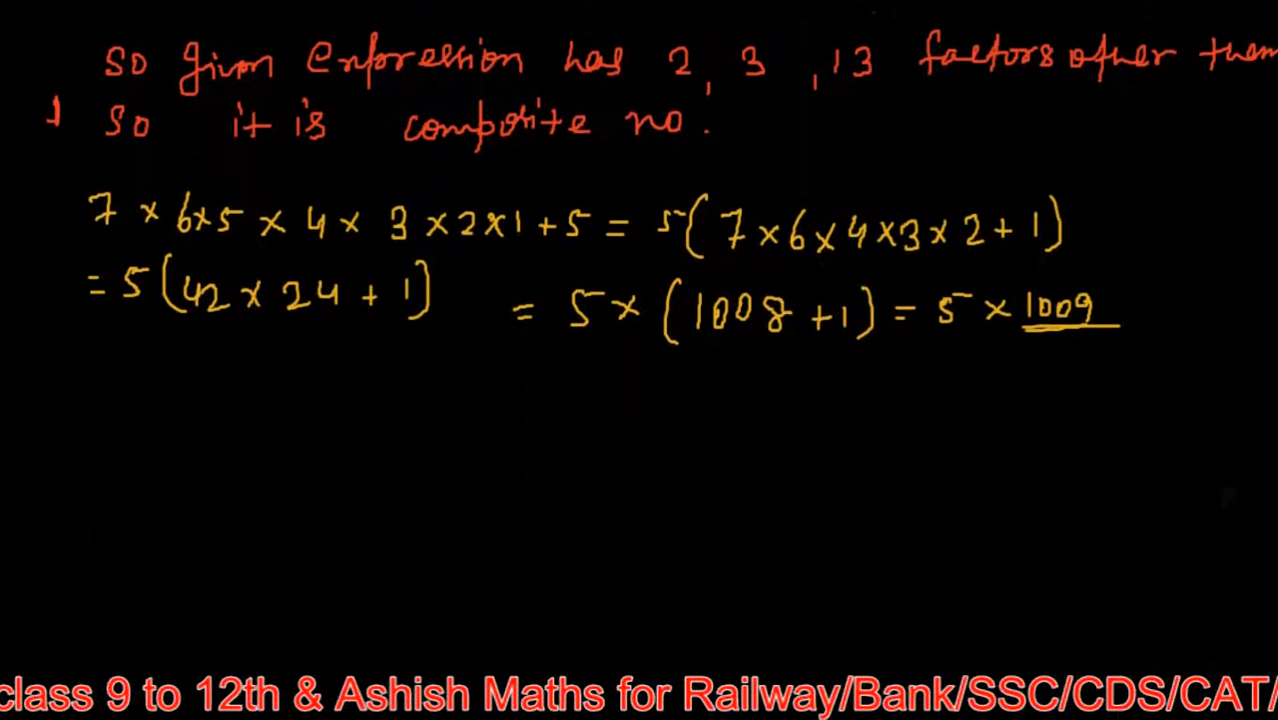 So given expression has 2, 3, 13 factors other them
1 so it is composite no.
7 × 6×5 × 4 × 3 ×2×1 + 5 = 5(7×6×4×3×2+1)
= 5(42 × 24 + 1) = 5 × (1008 + 1) = 5 × 1009
class 9 to 12th & Ashish Maths for Railway/Bank/SSC/CDS/CAT/